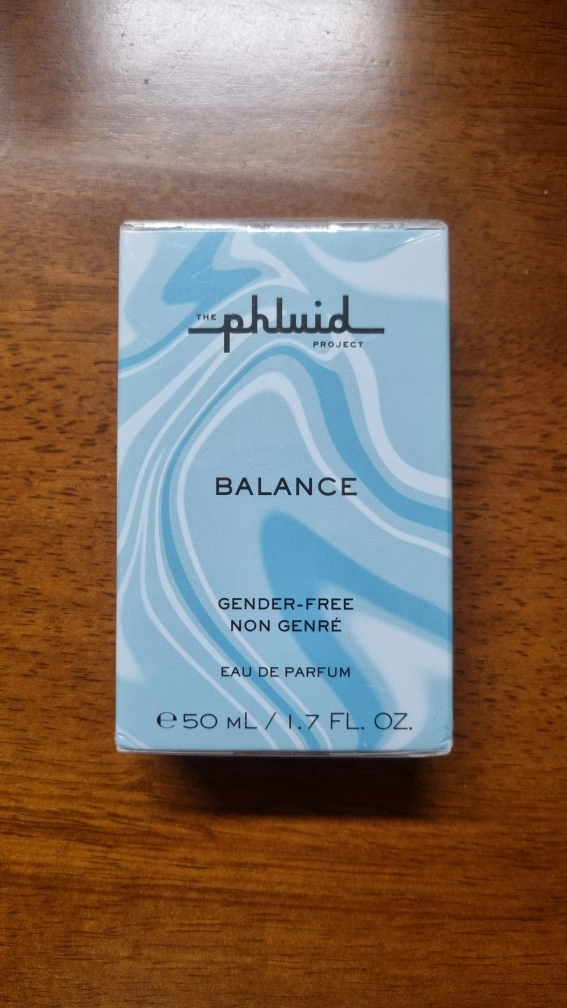 THE phluid
PROJECT
BALANCE
GENDER-FREE
NON GENRÉ
EAU DE PARFUM
℮50 mL / 1.7 FL. OZ.